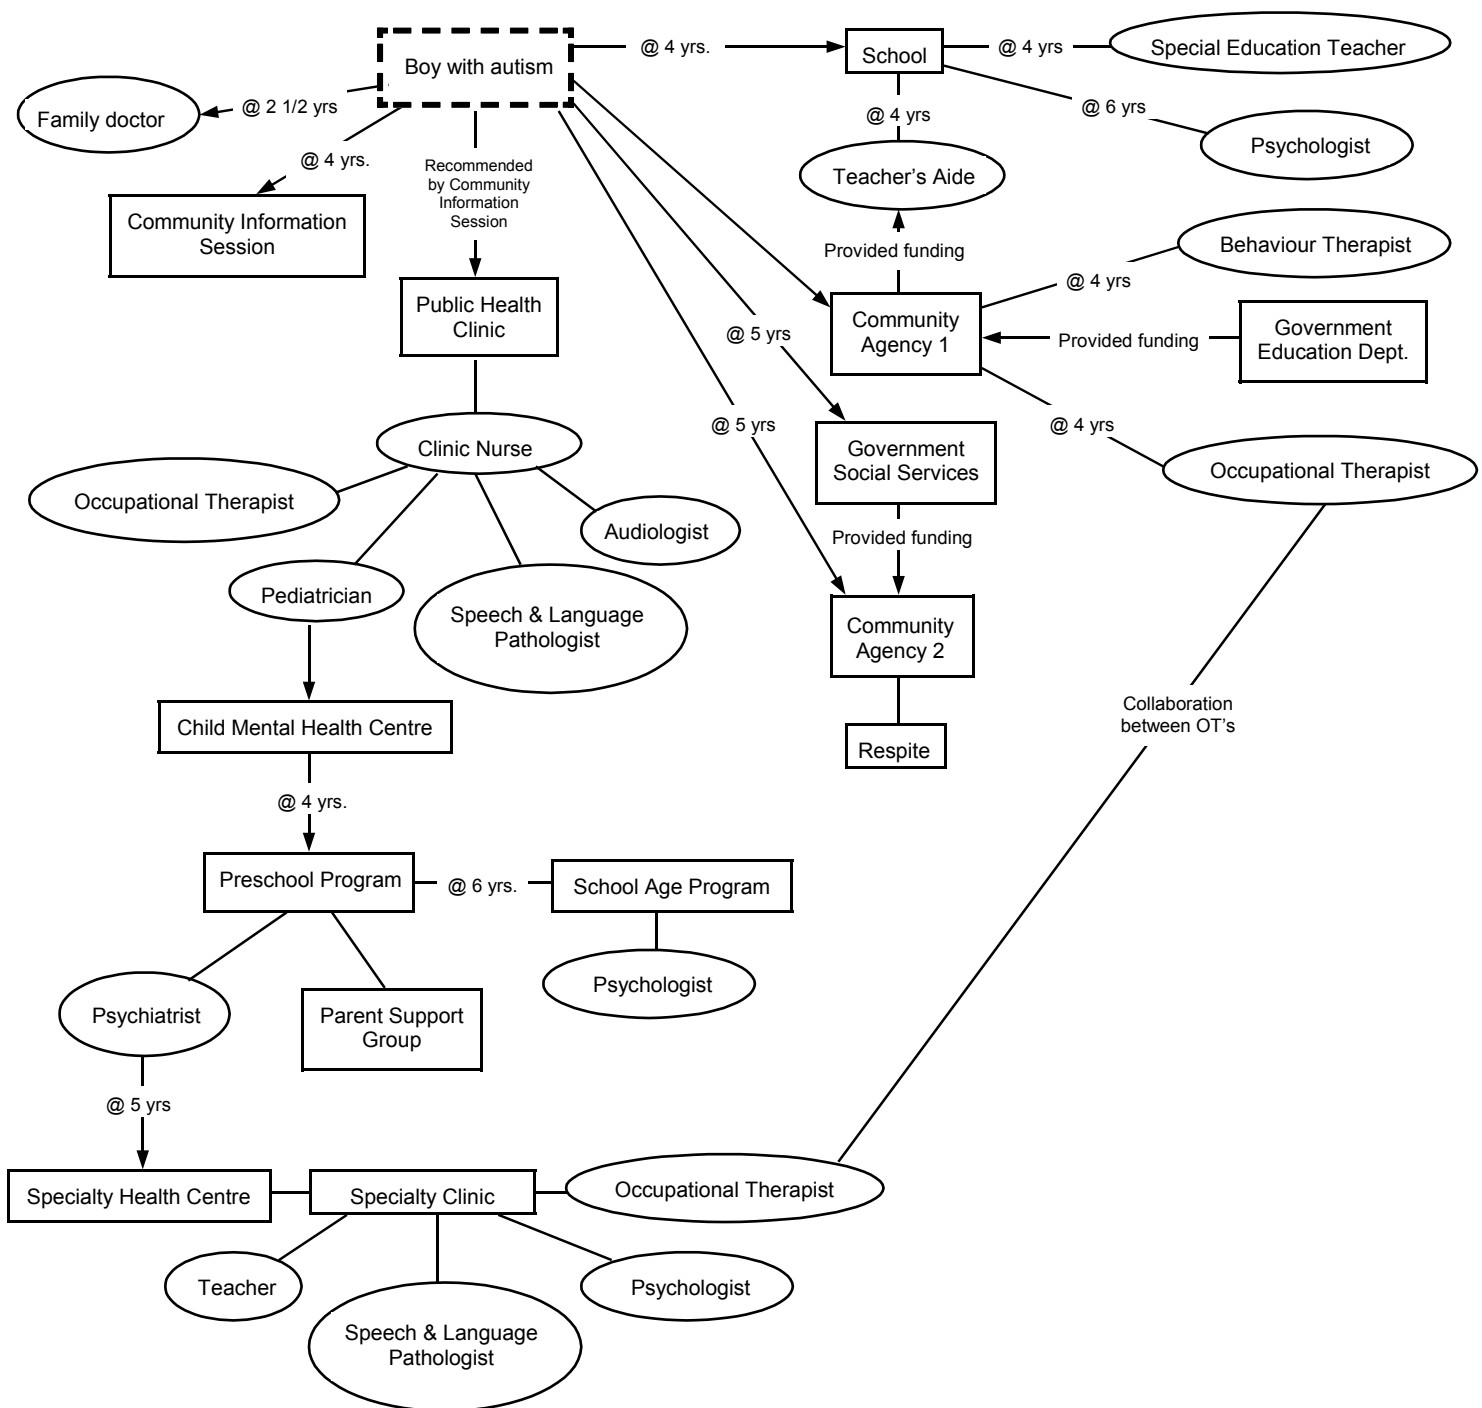 @ 4 yrs.
School
@ 4 yrs
Special Education Teacher
Boy with autism
Family doctor
@ 2 1/2 yrs
@ 6 yrs
@ 4 yrs
Psychologist
@ 4 yrs.
Recommended
by Community
Information
Session
Teacher's Aide
Community Information
Session
Provided funding
Behaviour Therapist
@ 4 yrs
Public Health
Clinic
@ 5 yrs
Community
Agency 1
Provided funding
Government
Education Dept.
@ 5 yrs
@ 4 yrs
Clinic Nurse
Government
Social Services
Occupational Therapist
Occupational Therapist
Audiologist
Provided funding
Pediatrician
Speech & Language
Pathologist
Community
Agency 2
Child Mental Health Centre
Respite
Collaboration
between OT's
@ 4 yrs.
Preschool Program
@ 6 yrs.
School Age Program
Psychiatrist
Parent Support
Group
Psychologist
@ 5 yrs
Specialty Health Centre
Specialty Clinic
Occupational Therapist
Teacher
Psychologist
Speech & Language
Pathologist